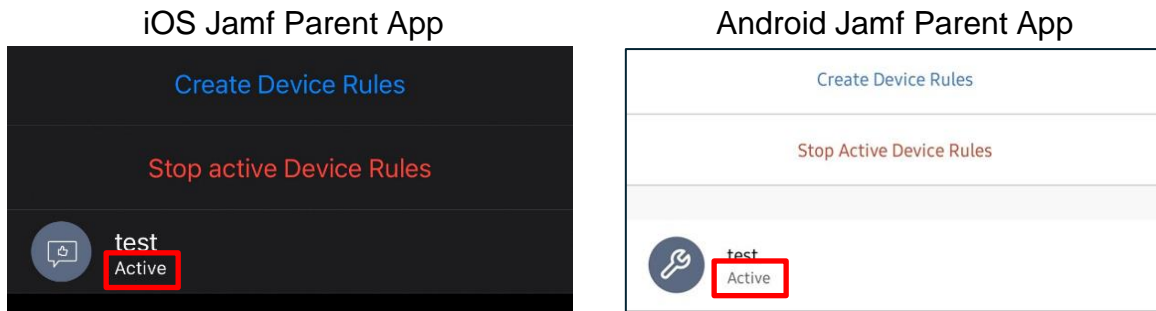 iOS Jamf Parent App
Create Device Rules
Stop active Device Rules
test
Active
Android Jamf Parent App
Create Device Rules
Stop Active Device Rules
test
Active